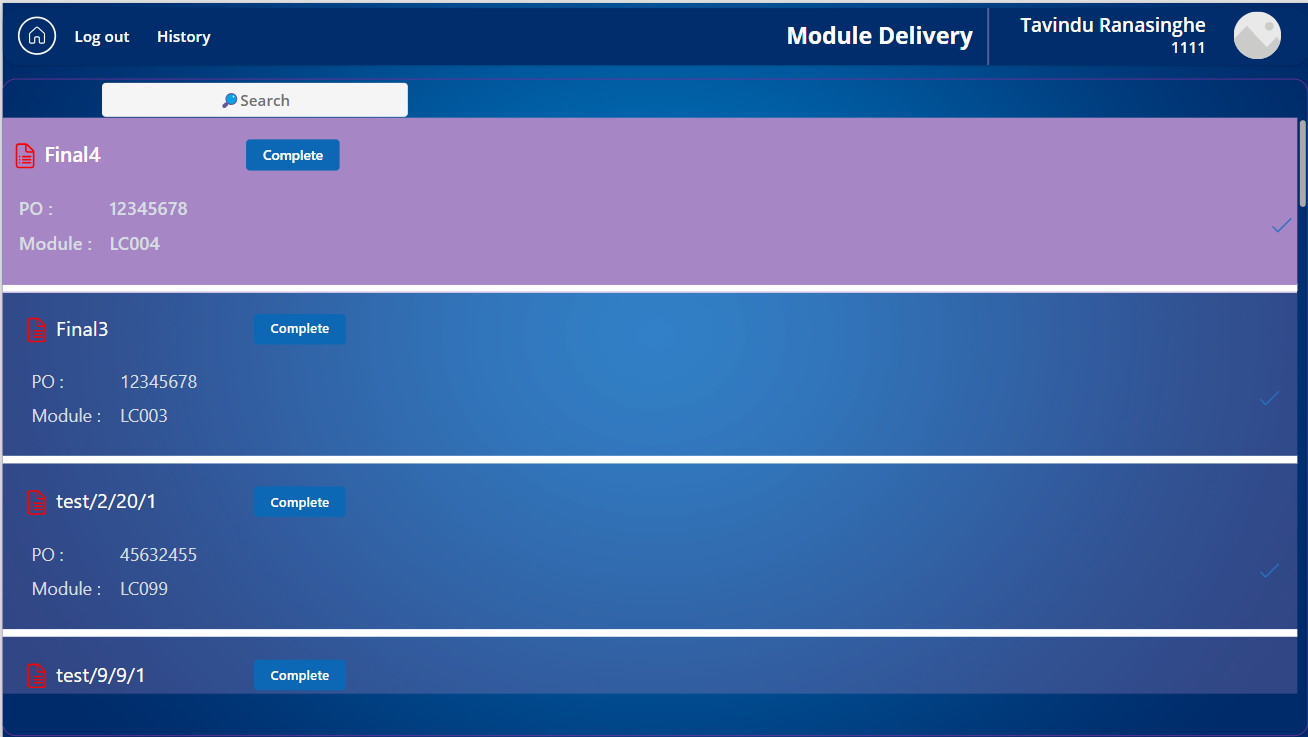 Log out History Module Delivery Tavindu Ranasinghe
1111
🔎Search
Final4 Complete
PO : 12345678
Module : LC004
Final3 Complete
PO : 12345678
Module : LC003
test/2/20/1 Complete
PO : 45632455
Module : LC099
test/9/9/1 Complete